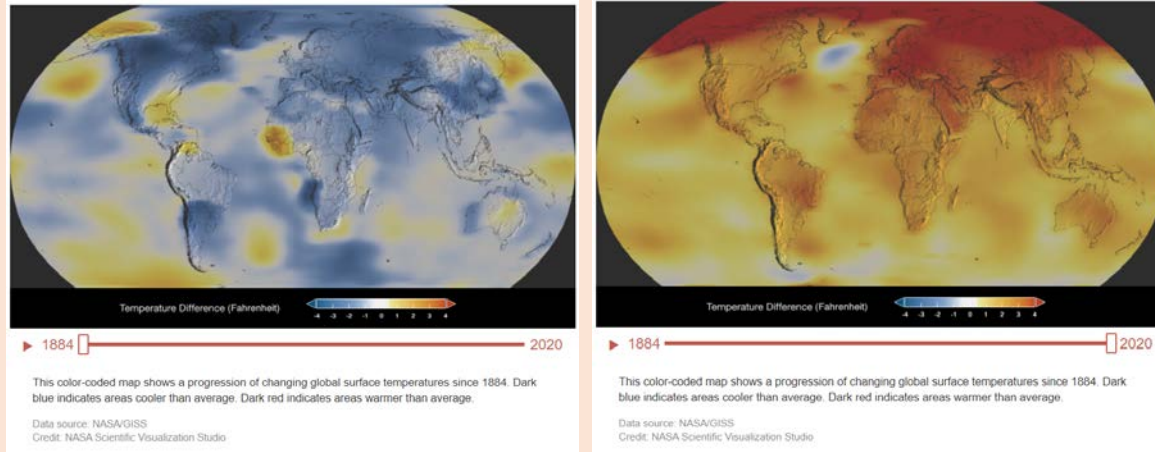 Temperature Difference (Fahrenheit)
-4 -3 -2 -1 0 1 2 3 4
1884 2020
This color-coded map shows a progression of changing global surface temperatures since 1884. Dark
blue indicates areas cooler than average. Dark red indicates areas warmer than average.
Data source: NASA/GISS
Credit: NASA Scientific Visualization Studio
Temperature Difference (Fahrenheit)
-4 -3 -2 -1 0 1 2 3 4
1884 2020
This color-coded map shows a progression of changing global surface temperatures since 1884. Dark
blue indicates areas cooler than average. Dark red indicates areas warmer than average.
Data source: NASA/GISS
Credit: NASA Scientific Visualization Studio